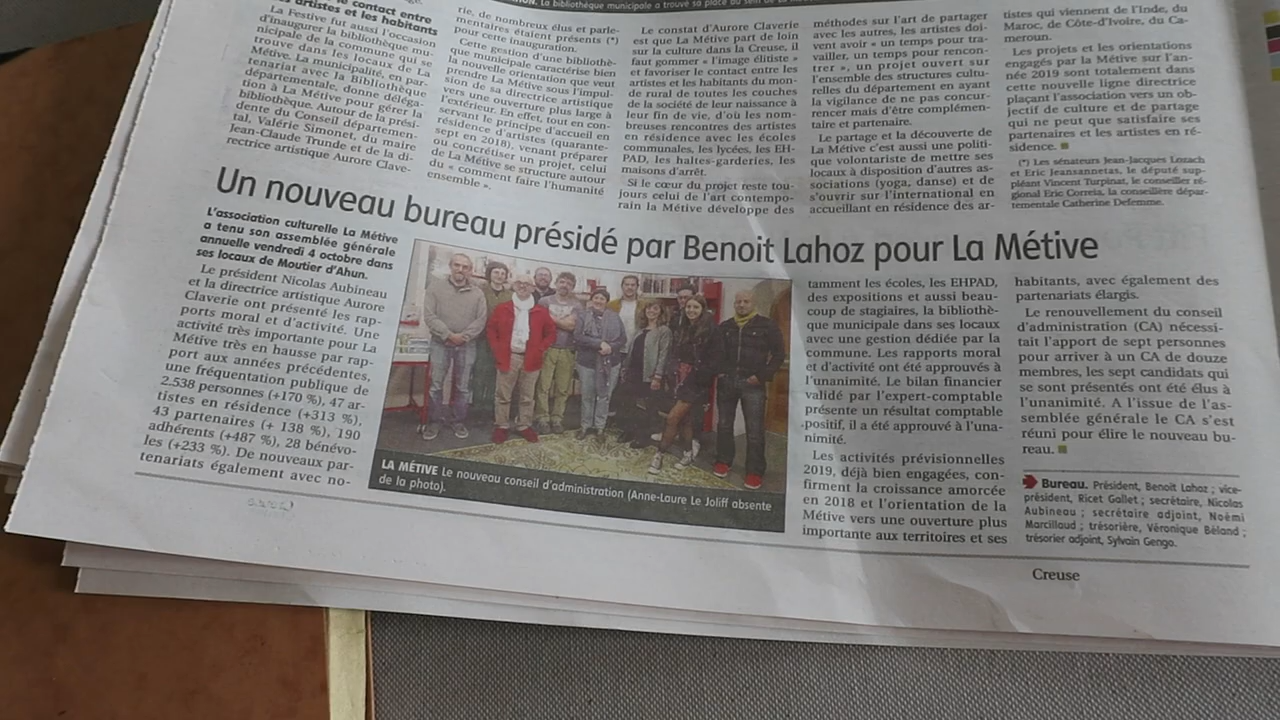 La bibliothèque municipale a trouvé sa place au sein de
le contact entre
artistes et les habitants
La Festive fut aussi l'occasion
d'inaugurer la bibliothèque mu-
nicipale de la commune qui se
trouve dans les locaux de La
Métive. La municipalité, en par-
tenariat avec la Bibliothèque
départementale, donne déléga-
tion à La Métive pour gérer la
bibliothèque. Autour de la prési-
dente du Conseil départemen-
tal, Valérie Simonet, du maire
Jean-Claude Trunde et de la di-
rectrice artistique Aurore Clave-
rie, de nombreux élus et parle-
mentaires étaient présents (*)
pour cette inauguration.
Cette gestion d'une bibliothè-
que municipale caractérise bien
la nouvelle orientation que veut
prendre La Métive sous l'impul-
sion de sa directrice artistique
vers une ouverture plus large à
l'extérieur. En effet, tout en con-
servant le principe d'accueil en
résidence d'artistes (quarante-
sept en 2018), venant préparer
ou concrétiser un projet, celui
de La Métive se structure autour
du « comment faire l'humanité
ensemble ».
Le constat d'Aurore Claverie
est que La Métive part de loin
sur la culture dans la Creuse, il
faut gommer « l'image élitiste »
et favoriser le contact entre les
artistes et les habitants du mon-
de rural de toutes les couches
de la société de leur naissance à
leur fin de vie, d'où les nom-
breuses rencontres des artistes
en résidence avec les écoles
communales, les lycées, les EH-
PAD, les haltes-garderies, les
maisons d'arrêt.
Si le cœur du projet reste tou-
jours celui de l'art contempo-
rain la Métive développe des
méthodes sur l'art de partager
avec les autres, les artistes doi-
vent avoir « un temps pour tra-
vailler, un temps pour rencon-
trer », un projet ouvert sur
l'ensemble des structures cultu-
relles du département en ayant
la vigilance de ne pas concur-
rencer mais d'être complémen-
taire et partenaire.
Le partage et la découverte de
La Métive c'est aussi une politi-
que volontariste de mettre ses
locaux à disposition d'autres as-
sociations (yoga, danse) et de
s'ouvrir sur l'international en
accueillant en résidence des ar-
tistes qui viennent de l'Inde, du
Maroc, de Côte-d'Ivoire, du Ca-
meroun.
Les projets et les orientations
engagés par la Métive sur l'an-
née 2019 sont totalement dans
cette nouvelle ligne directrice
plaçant l'association vers un ob-
jectif de culture et de partage
qui ne peut que satisfaire ses
partenaires et les artistes en ré-
sidence.
(*) Les sénateurs Jean-Jacques Lozach
et Eric Jeansannetas, le député sup-
pléant Vincent Turpinat, le conseiller ré-
gional Eric Correia, la conseillère dépar-
tementale Catherine Defemme.
Un nouveau bureau présidé par Benoit Lahoz pour La Métive
L'association culturelle La Métive
a tenu son assemblée générale
annuelle vendredi 4 octobre dans
ses locaux de Moutier d'Ahun.
Le président Nicolas Aubineau
et la directrice artistique Aurore
Claverie ont présenté les rap-
ports moral et d'activité. Une
activité très importante pour La
Métive très en hausse par rap-
port aux années précédentes,
une fréquentation publique de
2.538 personnes (+170 %), 47 ar-
tistes en résidence (+313 %),
43 partenaires (+ 138 %), 190
adhérents (+487 %), 28 bénévo-
les (+233 %). De nouveaux par-
tenariats également avec no-
LA MÉTIVE Le nouveau conseil d'administration (Anne-Laure Le Joliff absente
de la photo).
tamment les écoles, les EHPAD,
des expositions et aussi beau-
coup de stagiaires, la bibliothè-
que municipale dans ses locaux
avec une gestion dédiée par la
commune. Les rapports moral
et d'activité ont été approuvés à
l'unanimité. Le bilan financier
validé par l'expert-comptable
présente un résultat comptable
positif, il a été approuvé à l'una-
nimité.
Les activités prévisionnelles
2019, déjà bien engagées, con-
firment la croissance amorcée
en 2018 et l'orientation de la
Métive vers une ouverture plus
importante aux territoires et ses
habitants, avec également des
partenariats élargis.
Le renouvellement du conseil
d'administration (CA) nécessi-
tait l'apport de sept personnes
pour arriver à un CA de douze
membres, les sept candidats qui
se sont présentés ont été élus à
l'unanimité. A l'issue de l'as-
semblée générale le CA s'est
réuni pour élire le nouveau bu-
reau.
Bureau. Président, Benoit Lahoz ; vice-
président, Ricet Gallet ; secrétaire, Nicolas
Aubineau ; secrétaire adjoint, Noémi
Marcillaud ; trésorière, Véronique Béland ;
trésorier adjoint, Sylvain Gengo.
Creuse